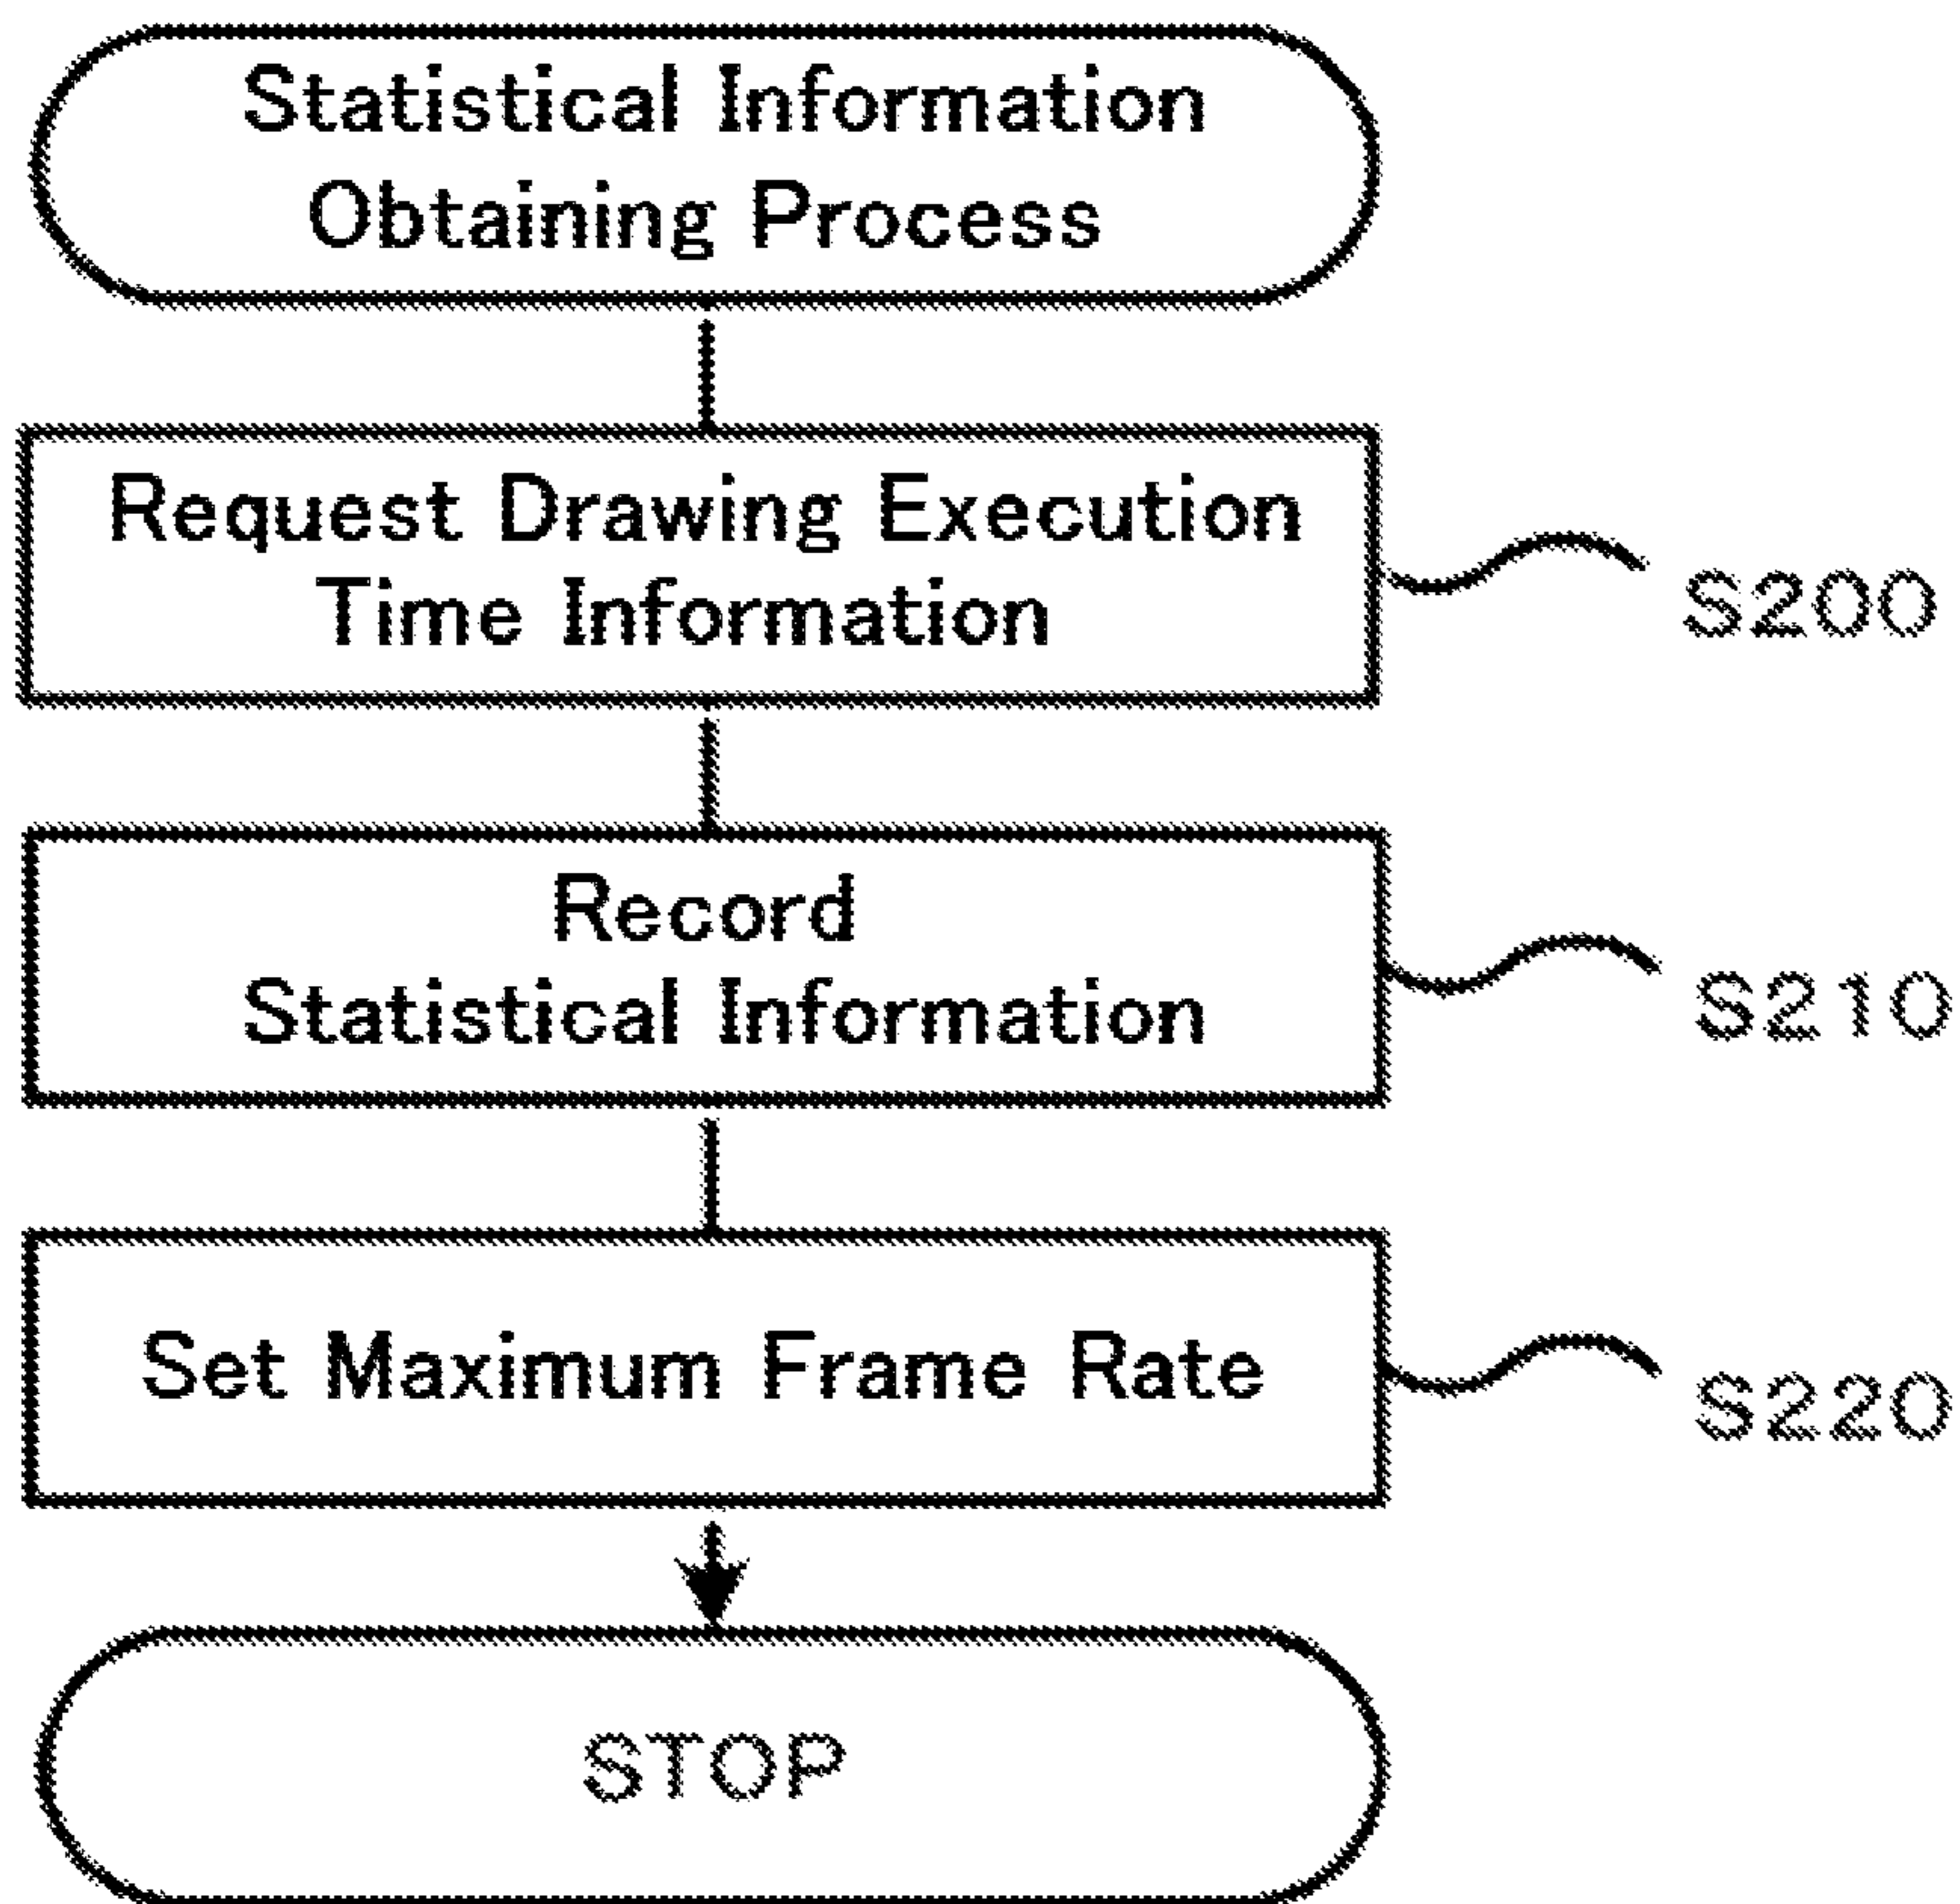 Statistical Information
Obtaining Process
Request Drawing Execution
Time Information
S200
Record
Statistical Information
S210
Set Maximum Frame Rate
S220
STOP